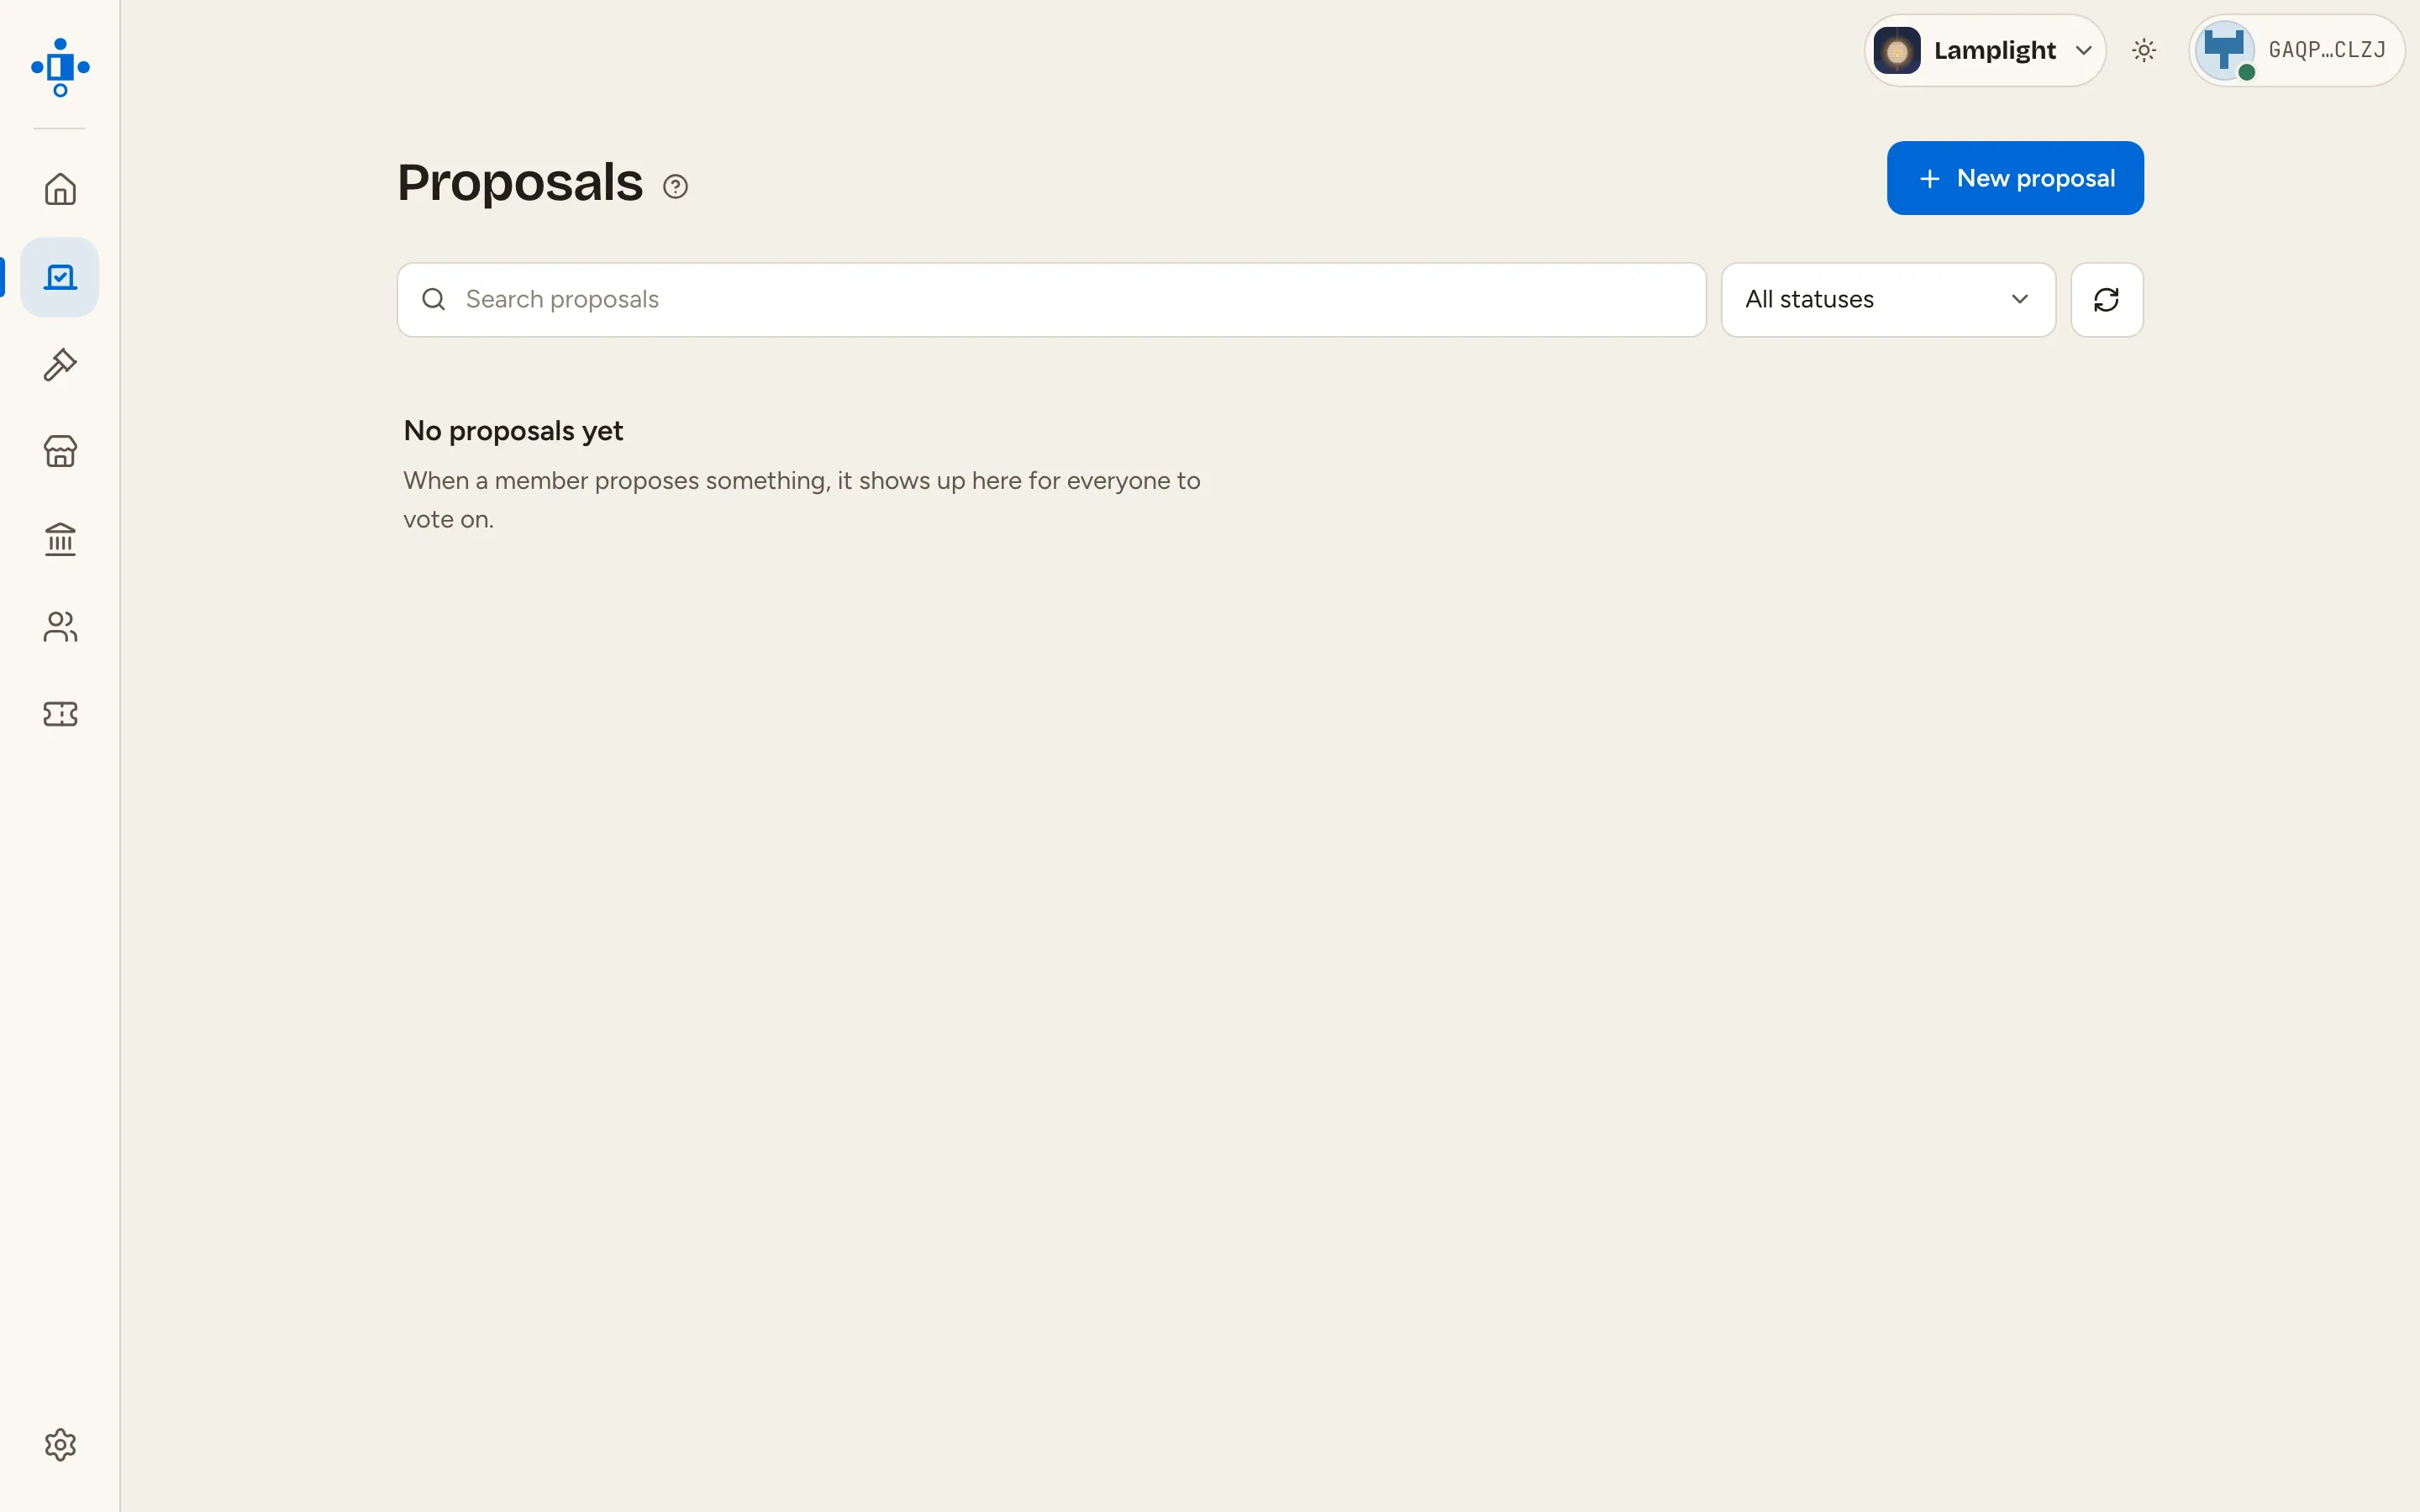 Lamplight
GAQP…CLZJ
Proposals
New proposal
Search proposals
All statuses
No proposals yet
When a member proposes something, it shows up here for everyone to
vote on.